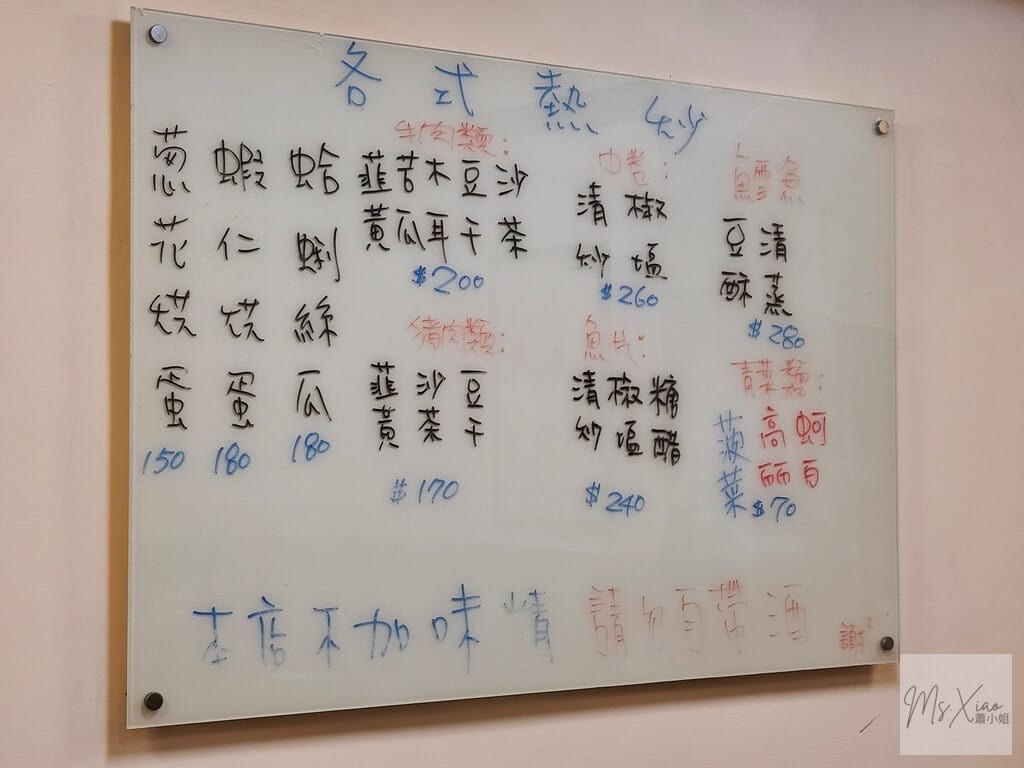 各式熱炒
葱花烘蛋
150
蝦仁烘蛋
180
蛤蜊絲瓜
180
牛肉類：
韮黃
苦瓜
木耳
豆干
沙茶
$200
豬肉類：
韮黃
沙茶
豆干
$170
中卷：
清炒
椒塩
$260
魚片：
清炒
椒塩
糖醋
$240
鱈魚
豆酥
清蒸
$280
青菜類：
菠菜
高麗
蚵白
$70
本店不加味精 請勿自帶酒 謝²
Ms.Xiao
蕭小姐